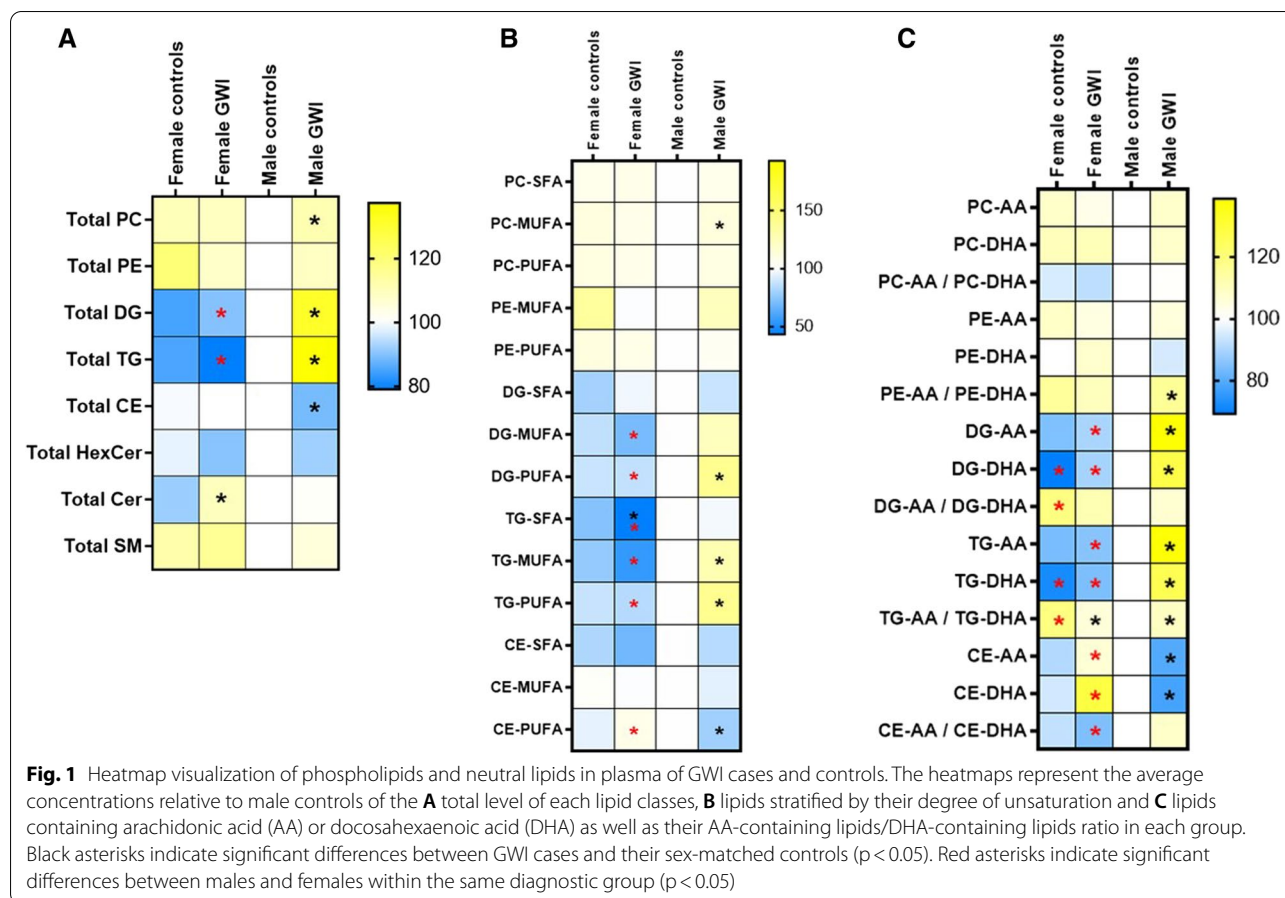 A
Female controls
Female GWI
Male controls
Male GWI
Total PC
Total PE
Total DG
Total TG
Total CE
Total HexCer
Total Cer
Total SM
*
*
*
*
*
*
*
120
100
80
B
Female controls
Female GWI
Male controls
Male GWI
PC-SFA
PC-MUFA
PC-PUFA
PE-MUFA
PE-PUFA
DG-SFA
DG-MUFA
DG-PUFA
TG-SFA
TG-MUFA
TG-PUFA
CE-SFA
CE-MUFA
CE-PUFA
*
*
*
*
*
*
*
*
*
*
*
*
150
100
50
C
Female controls
Female GWI
Male controls
Male GWI
PC-AA
PC-DHA
PC-AA / PC-DHA
PE-AA
PE-DHA
PE-AA / PE-DHA
DG-AA
DG-DHA
DG-AA / DG-DHA
TG-AA
TG-DHA
TG-AA / TG-DHA
CE-AA
CE-DHA
CE-AA / CE-DHA
*
* *
* * *
*
* *
* * *
* * *
* *
* *
*
120
100
80
Fig. 1 Heatmap visualization of phospholipids and neutral lipids in plasma of GWI cases and controls. The heatmaps represent the average
concentrations relative to male controls of the A total level of each lipid classes, B lipids stratified by their degree of unsaturation and C lipids
containing arachidonic acid (AA) or docosahexaenoic acid (DHA) as well as their AA-containing lipids/DHA-containing lipids ratio in each group.
Black asterisks indicate significant differences between GWI cases and their sex-matched controls (p < 0.05). Red asterisks indicate significant
differences between males and females within the same diagnostic group (p < 0.05)